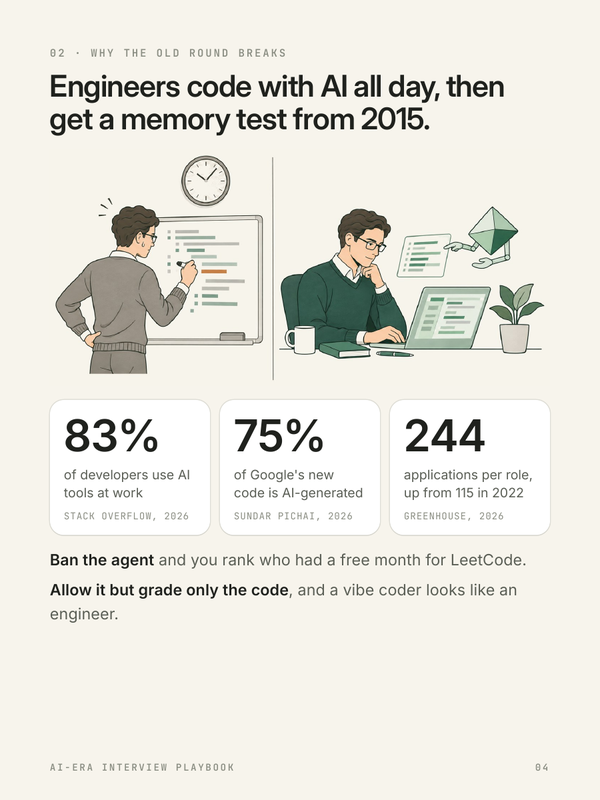 02 · WHY THE OLD ROUND BREAKS
Engineers code with AI all day, then
get a memory test from 2015.
83%
of developers use AI
tools at work
STACK OVERFLOW, 2026
75%
of Google's new
code is AI-generated
SUNDAR PICHAI, 2026
244
applications per role,
up from 115 in 2022
GREENHOUSE, 2026
Ban the agent and you rank who had a free month for LeetCode.
Allow it but grade only the code, and a vibe coder looks like an
engineer.
AI-ERA INTERVIEW PLAYBOOK
04